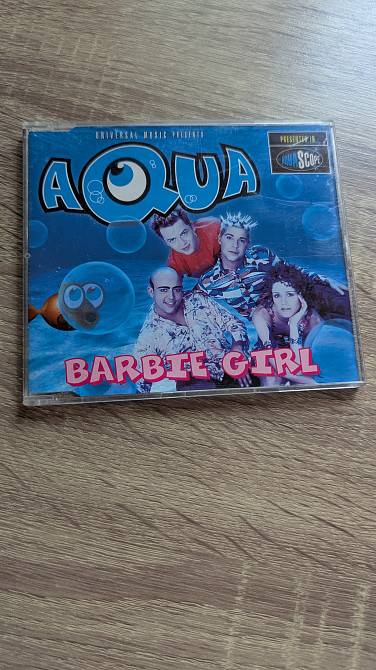 UNIVERSAL MUSIC PRESENTS
AQUA
PRESENTED IN
AQUASCOPE
BARBIE GIRL